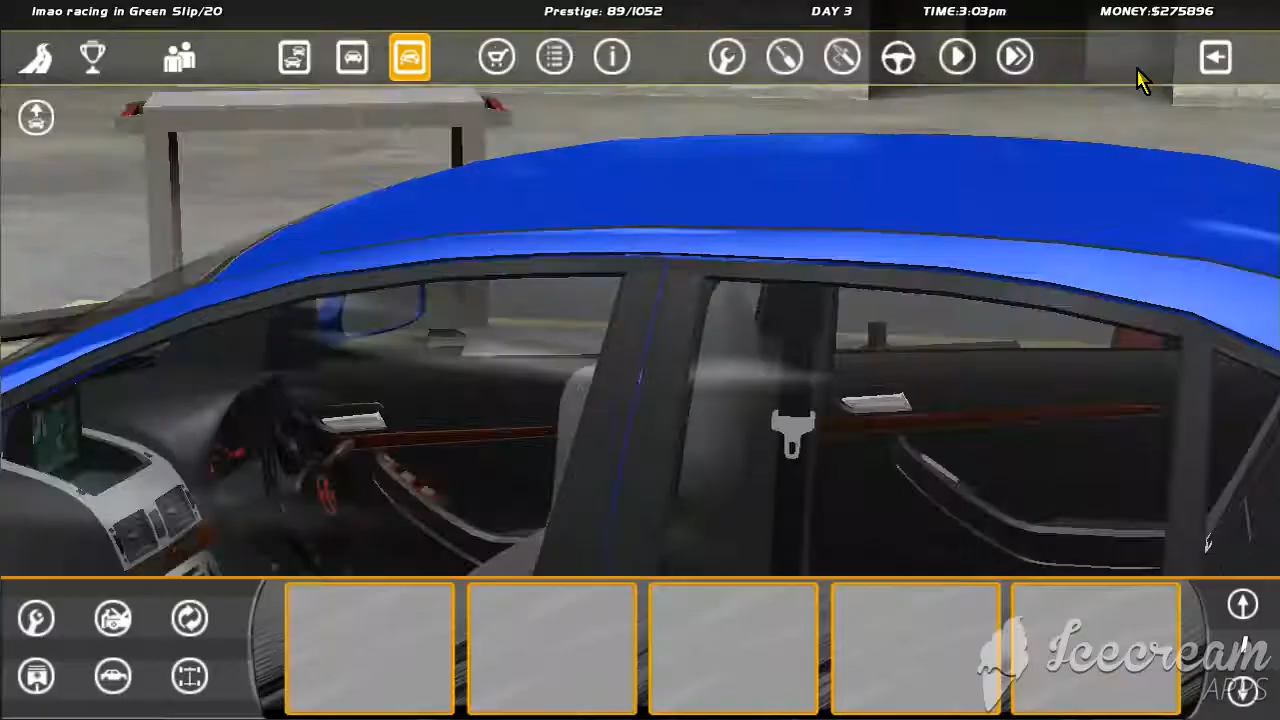 lmao racing in Green Slip/20
Prestige: 89/1052
DAY 3
TIME:3:03pm
MONEY:$275896
Icecream
APPS